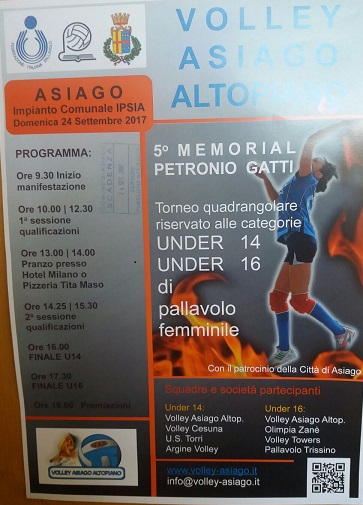 VOLLEY
ASIAGO
ALTOPIANO
ASIAGO
Impianto Comunale IPSIA
Domenica 24 Settembre 2017
PROGRAMMA:
Ore 9.30 Inizio
manifestazione
Ore 10.00 | 12.30
1ª sessione
qualificazioni
Ore 13.00 | 14.00
Pranzo presso
Hotel Milano o
Pizzeria Tita Maso
Ore 14.25 | 15.30
2ª sessione
qualificazioni
Ore 16.00
FINALE U14
Ore 17.30
FINALE U16
Ore 19.00 Premiazioni
SCADENZA
5º MEMORIAL
PETRONIO GATTI
Torneo quadrangolare
riservato alle categorie
UNDER 14
UNDER 16
di
pallavolo
femminile
Con il patrocinio della Città di Asiago
Squadre e società partecipanti
Under 14:
Volley Asiago Altop.
Volley Cesuna
U.S. Torri
Argine Volley
Under 16:
Volley Asiago Altop.
Olimpia Zanè
Volley Towers
Pallavolo Trissino
VOLLEY ASIAGO ALTOPIANO
www.volley-asiago.it
info@volley-asiago.it